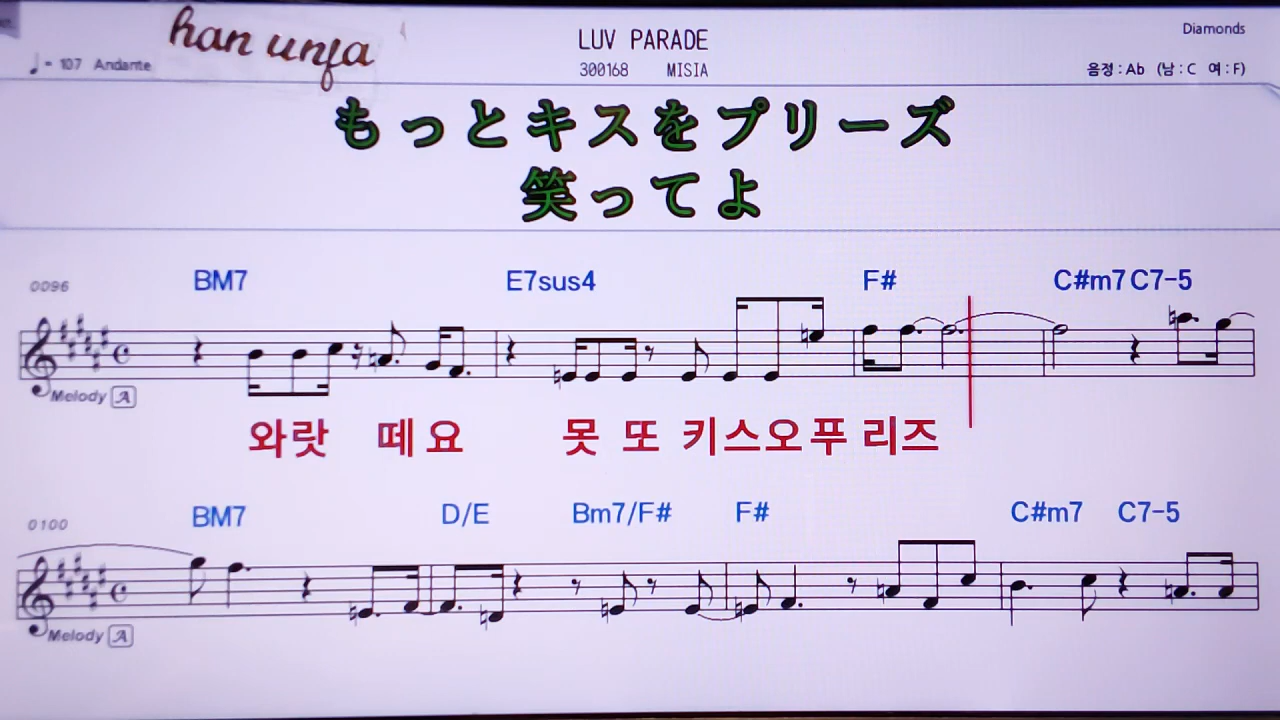 han unja
LUV PARADE
Diamonds
♩= 107 Andante
300168 MISIA
음정 : Ab (남 : C 여 : F)
もっとキスをプリーズ
笑ってよ
0096
BM7 E7sus4 F# C#m7 C7-5
Melody A
와랏 떼 요 못 또 키스오푸 리즈
0100
BM7 D/E Bm7/F# F# C#m7 C7-5
Melody A